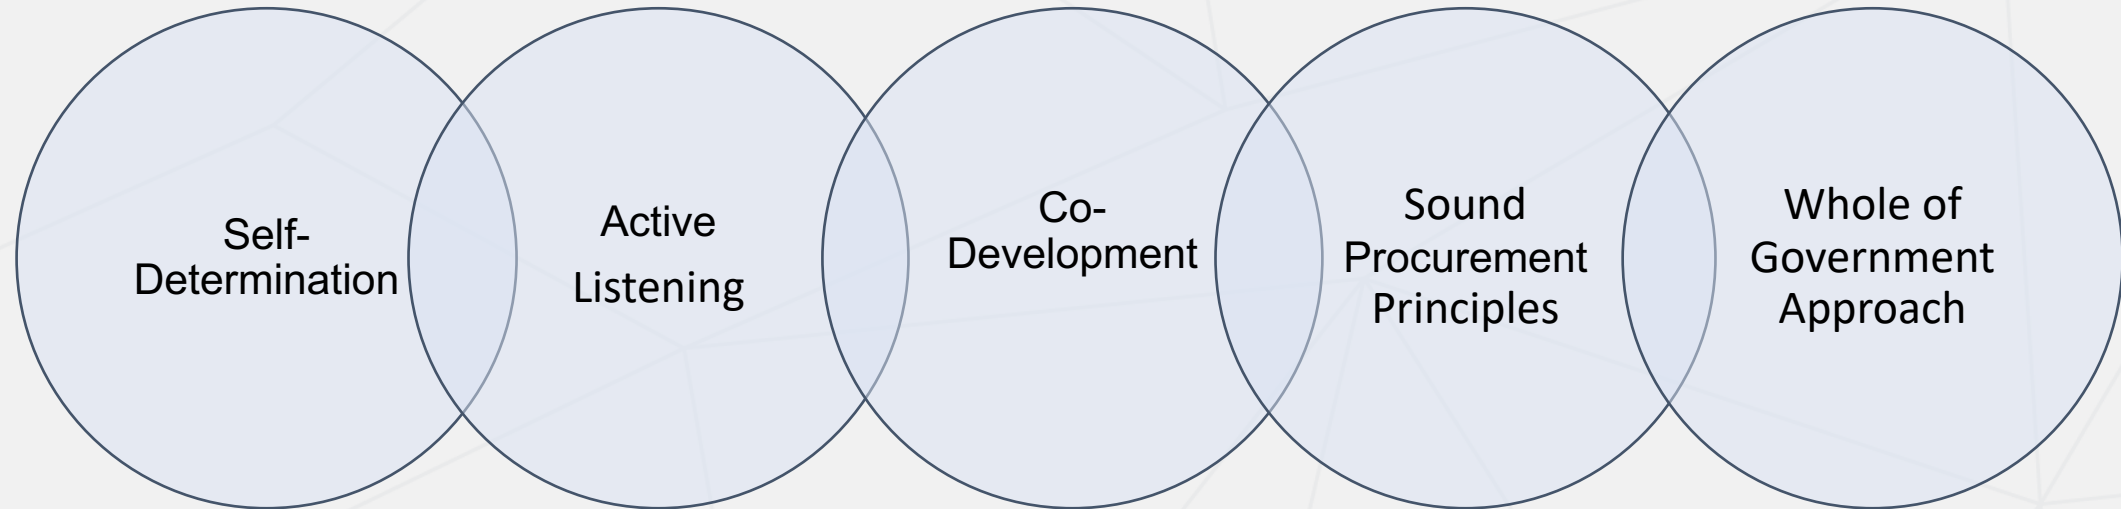 Self-
Determination
Active
Listening
Co-
Development
Sound
Procurement
Principles
Whole of
Government
Approach